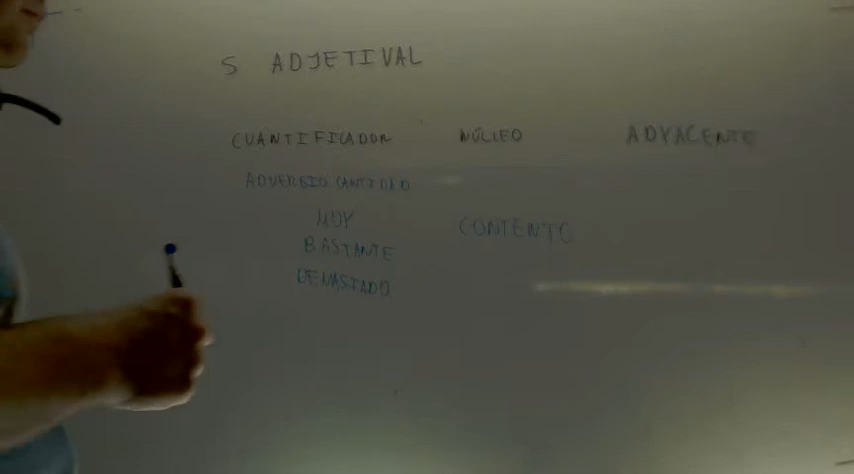 S ADJETIVAL
CUANTIFICADOR NÚCLEO ADYACENTE
ADVERBIO CANTIDAD
MUY CONTENTO
BASTANTE
DEMASIADO